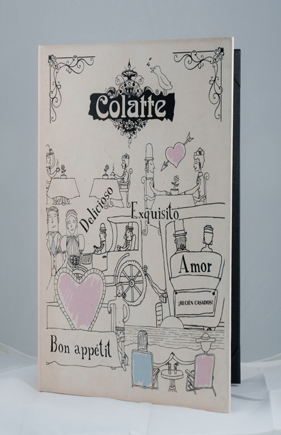 Colatte
Delicioso
Exquisito
Amor
¡RECIÉN CASADOS!
Bon appétit